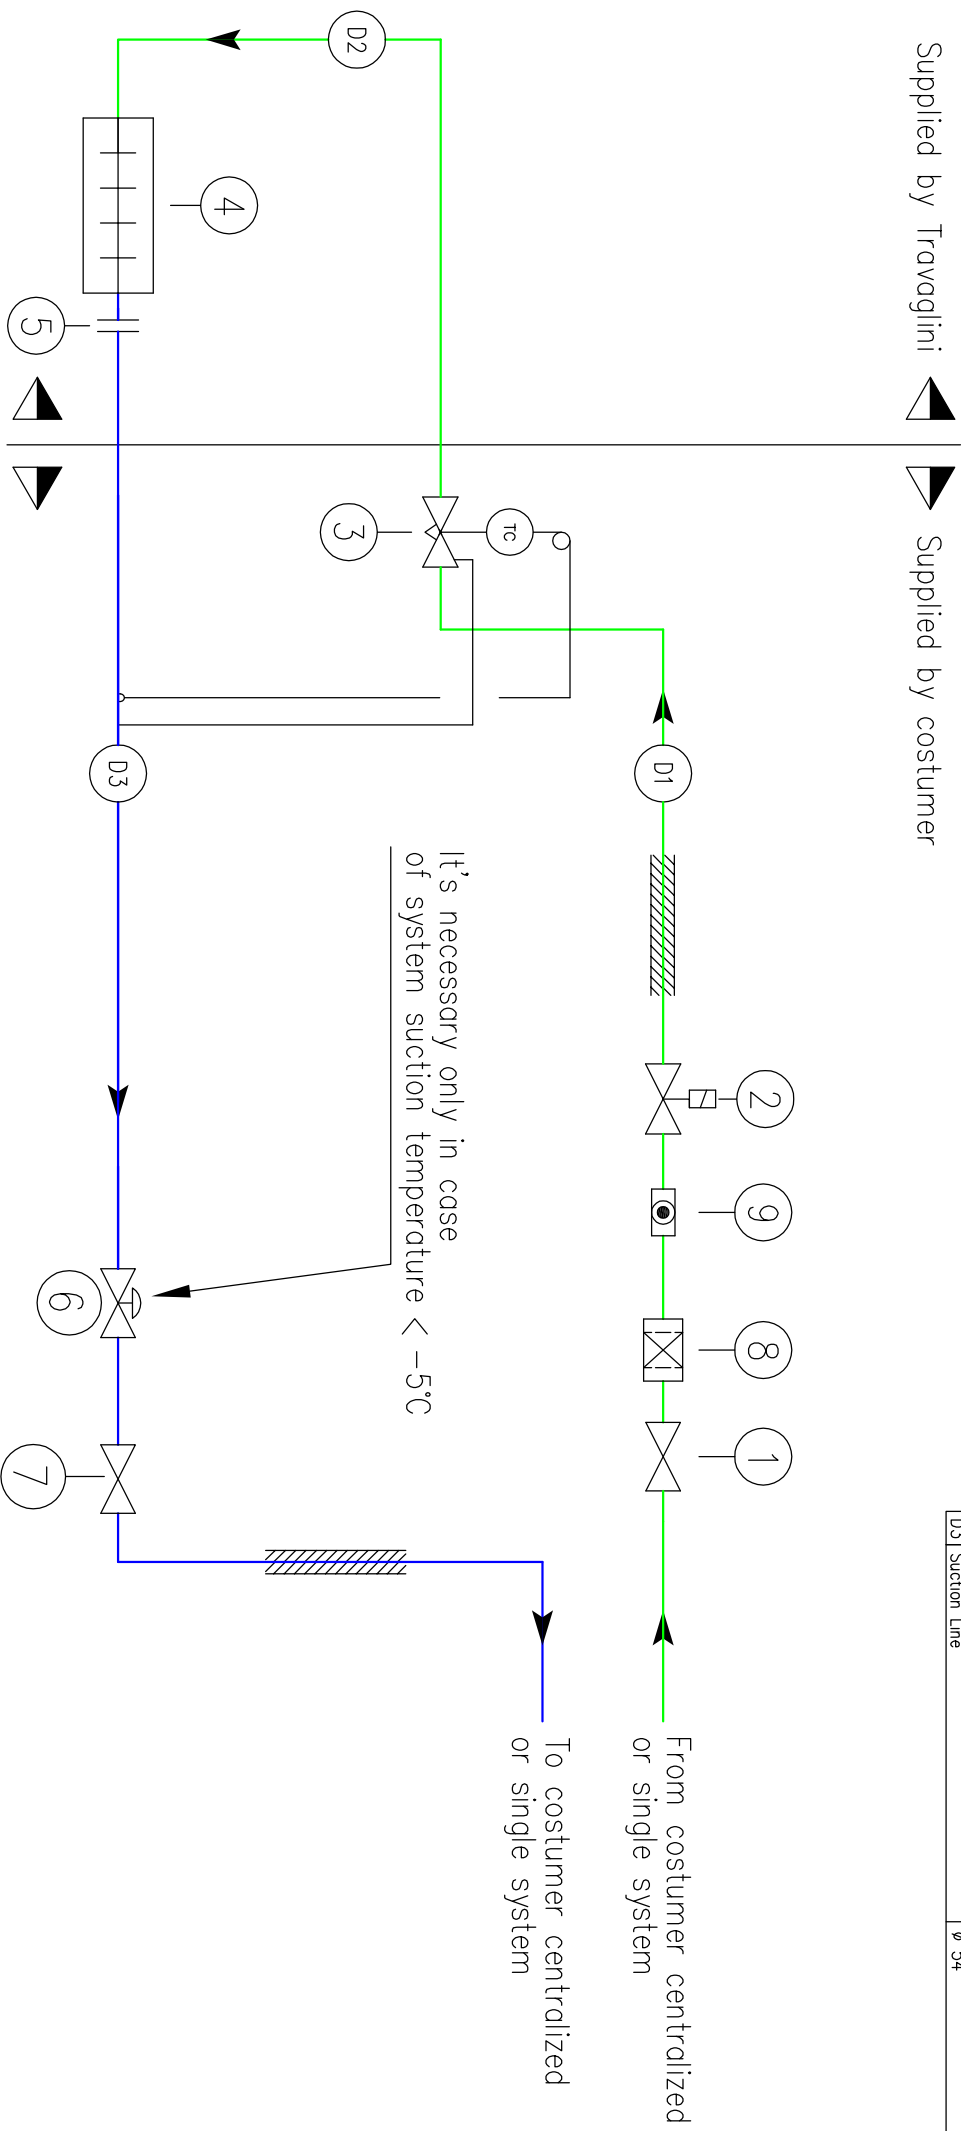 D3 Suction Line
ø 54
Supplied by Travaglini
Supplied by costumer
From costumer centralized
or single system
To costumer centralized
or single system
It's necessary only in case
of system suction temperature < -5°C
D2
4
5
3
TC
D1
2
9
8
1
D3
6
7